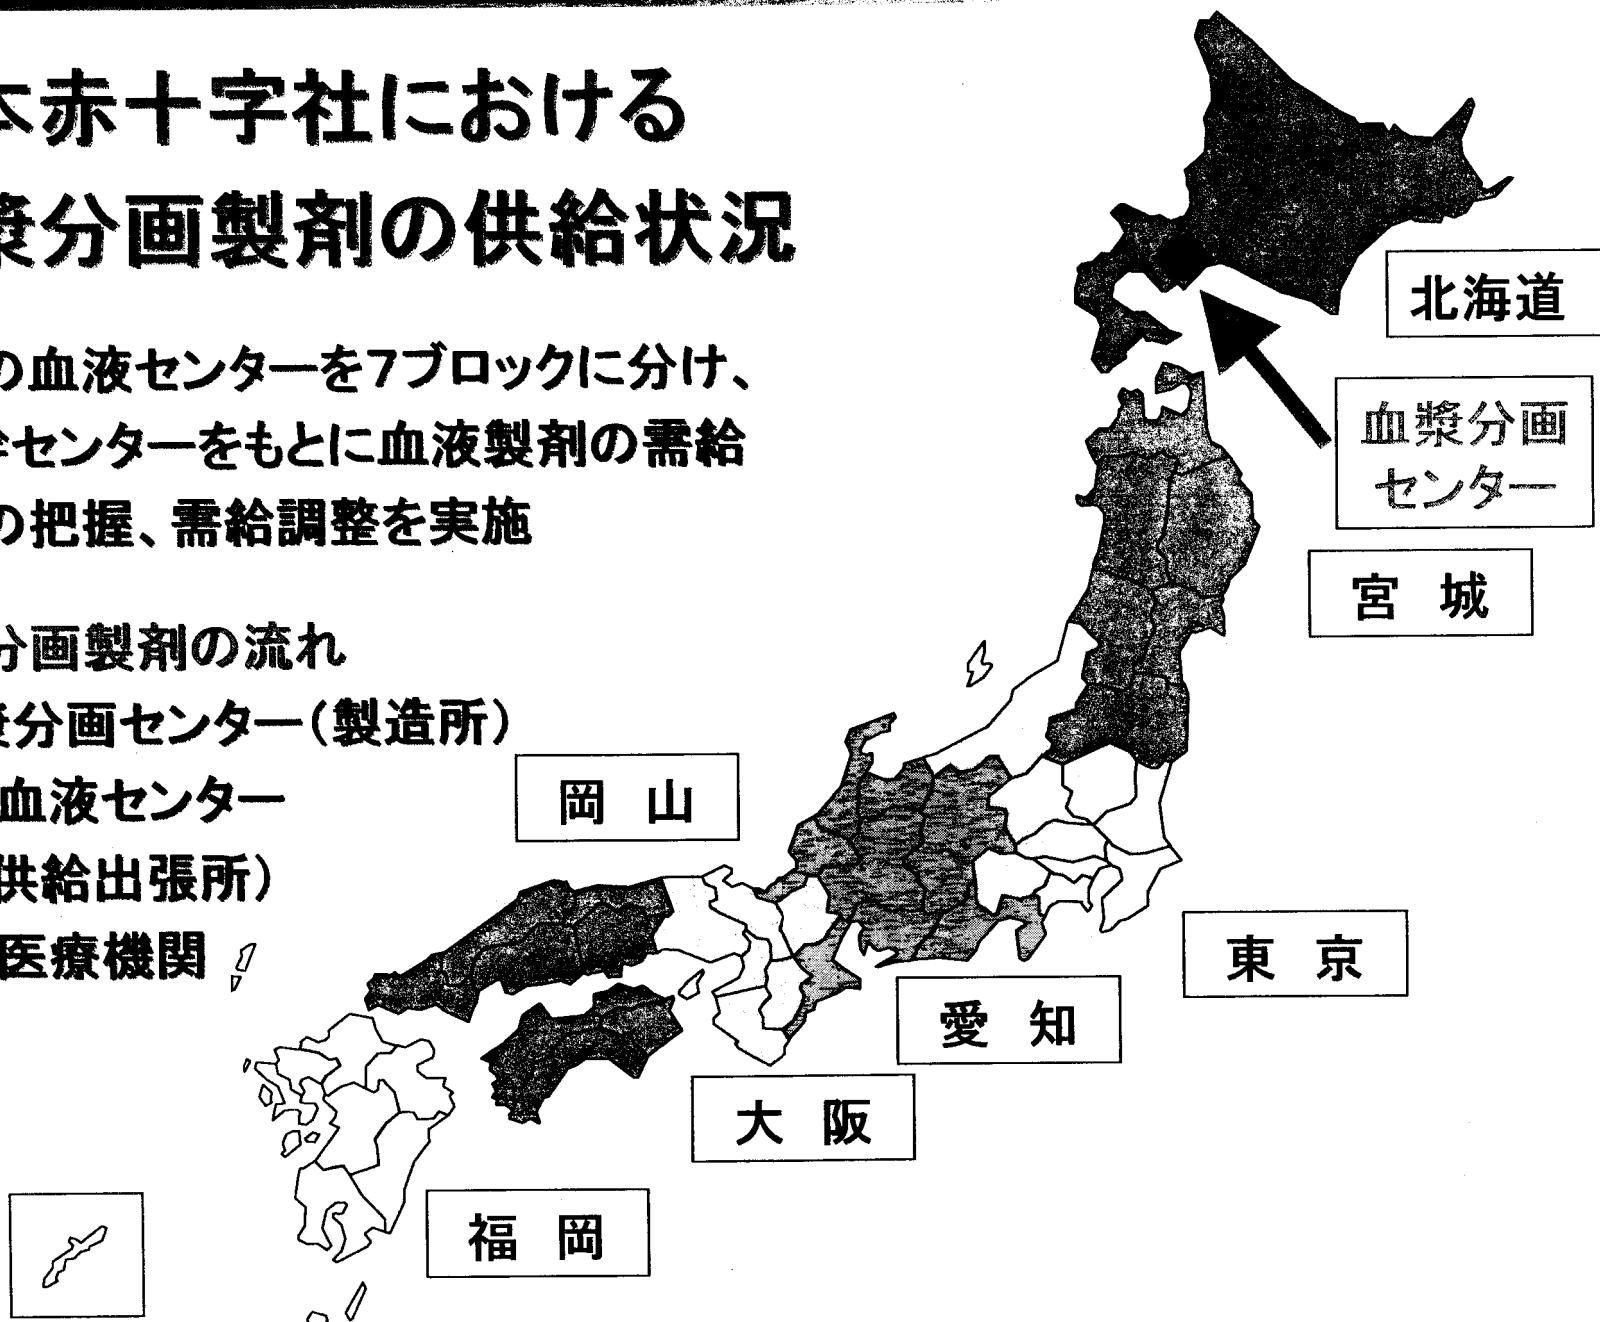 本赤十字社における
漿分画製剤の供給状況
の血液センターを7ブロックに分け、
センターをもとに血液製剤の需給
の把握、需給調整を実施
分画製剤の流れ
漿分画センター（製造所）
血液センター
供給出張所）
医療機関
北海道
血漿分画
センター
宮 城
岡 山
東 京
愛 知
大 阪
福 岡